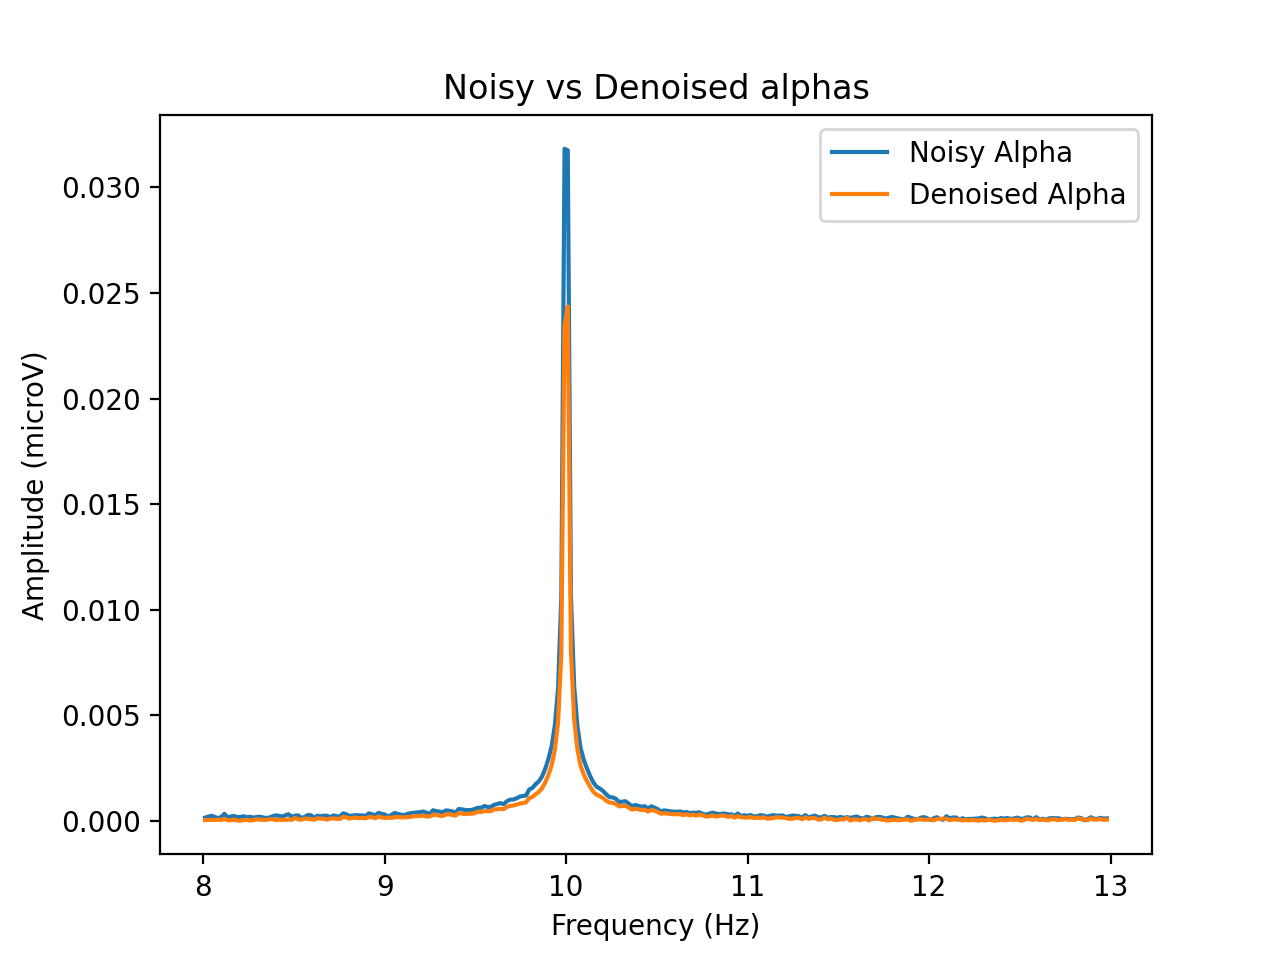 Noisy vs Denoised alphas
Noisy Alpha
Denoised Alpha
Amplitude (microV)
0.030
0.025
0.020
0.015
0.010
0.005
0.000
8
9
10
11
12
13
Frequency (Hz)